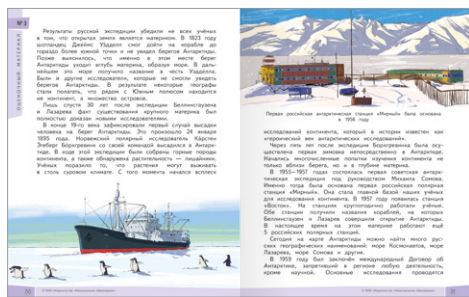 № 3
ОЦЕНОЧНЫЙ МАТЕРИАЛ
Результаты русской экспедиции убедили не всех учёных
в том, что открытая земля является материком. В 1823 году
шотландец Джеймс Уэдделл смог дойти на корабле до
гораздо более южной точки и не увидел берегов Антарктиды.
Позже выяснилось, что именно в этом месте берег
Антарктиды уходит вглубь материка, образуя море. В даль-
нейшем это море получило название в честь Уэдделла.
Были и другие исследователи, которые не смогли увидеть
берегов Антарктиды. В результате некоторые географы
стали полагать, что рядом с Южным полюсом находится
не континент, а множество островов.
Лишь спустя 30 лет после экспедиции Беллинсгаузена
и Лазарева факт существования крупного материка был
полностью доказан новыми исследователями.
В конце 19-го века зафиксирован первый случай высадки
человека на берег Антарктиды. Это произошло 24 января
1895 года. Норвежский полярный исследователь Карстен
Эгеберг Борхгревинк со своей командой высадился в Антарк-
тиде. В ходе этой экспедиции были собраны горные породы
континента, а также обнаружена растительность — лишайники.
Учёных поразило то, что растения могут выживать
в столь суровом климате. С того момента начался всплеск
30
Первая российская антарктическая станция «Мирный» была основана
в 1956 году
исследований континента, который в истории известен как
«героический век антарктических исследований».
Через пять лет после экспедиции Борхгревинка была осу-
ществлена первая зимовка непосредственно в Антарктиде.
Начались многочисленные попытки изучения континента не
только вблизи берега, но и в глубине материка.
В 1955—1957 годах состоялась первая советская антарк-
тическая экспедиция под руководством Михаила Сомова.
Именно тогда была основана первая российская полярная
станция «Мирный». Она стала главной базой наших учёных
для исследования континента. В 1957 году появилась станция
«Восток». На станциях круглогодично работали учёные.
Обе станции получили названия кораблей, на которых
Беллинсгаузен и Лазарев совершили открытие Антарктиды.
В настоящее время на этом материке работают ещё
5 российских полярных станций.
Сегодня на карте Антарктиды можно найти много рус-
ских географических наименований: море Космонавтов, море
Лазарева, море Сомова и другие.
В 1959 году был заключён международный Договор об
Антарктике, запретивший в регионе любую деятельность,
кроме научной. Основные исследования проводятся
31